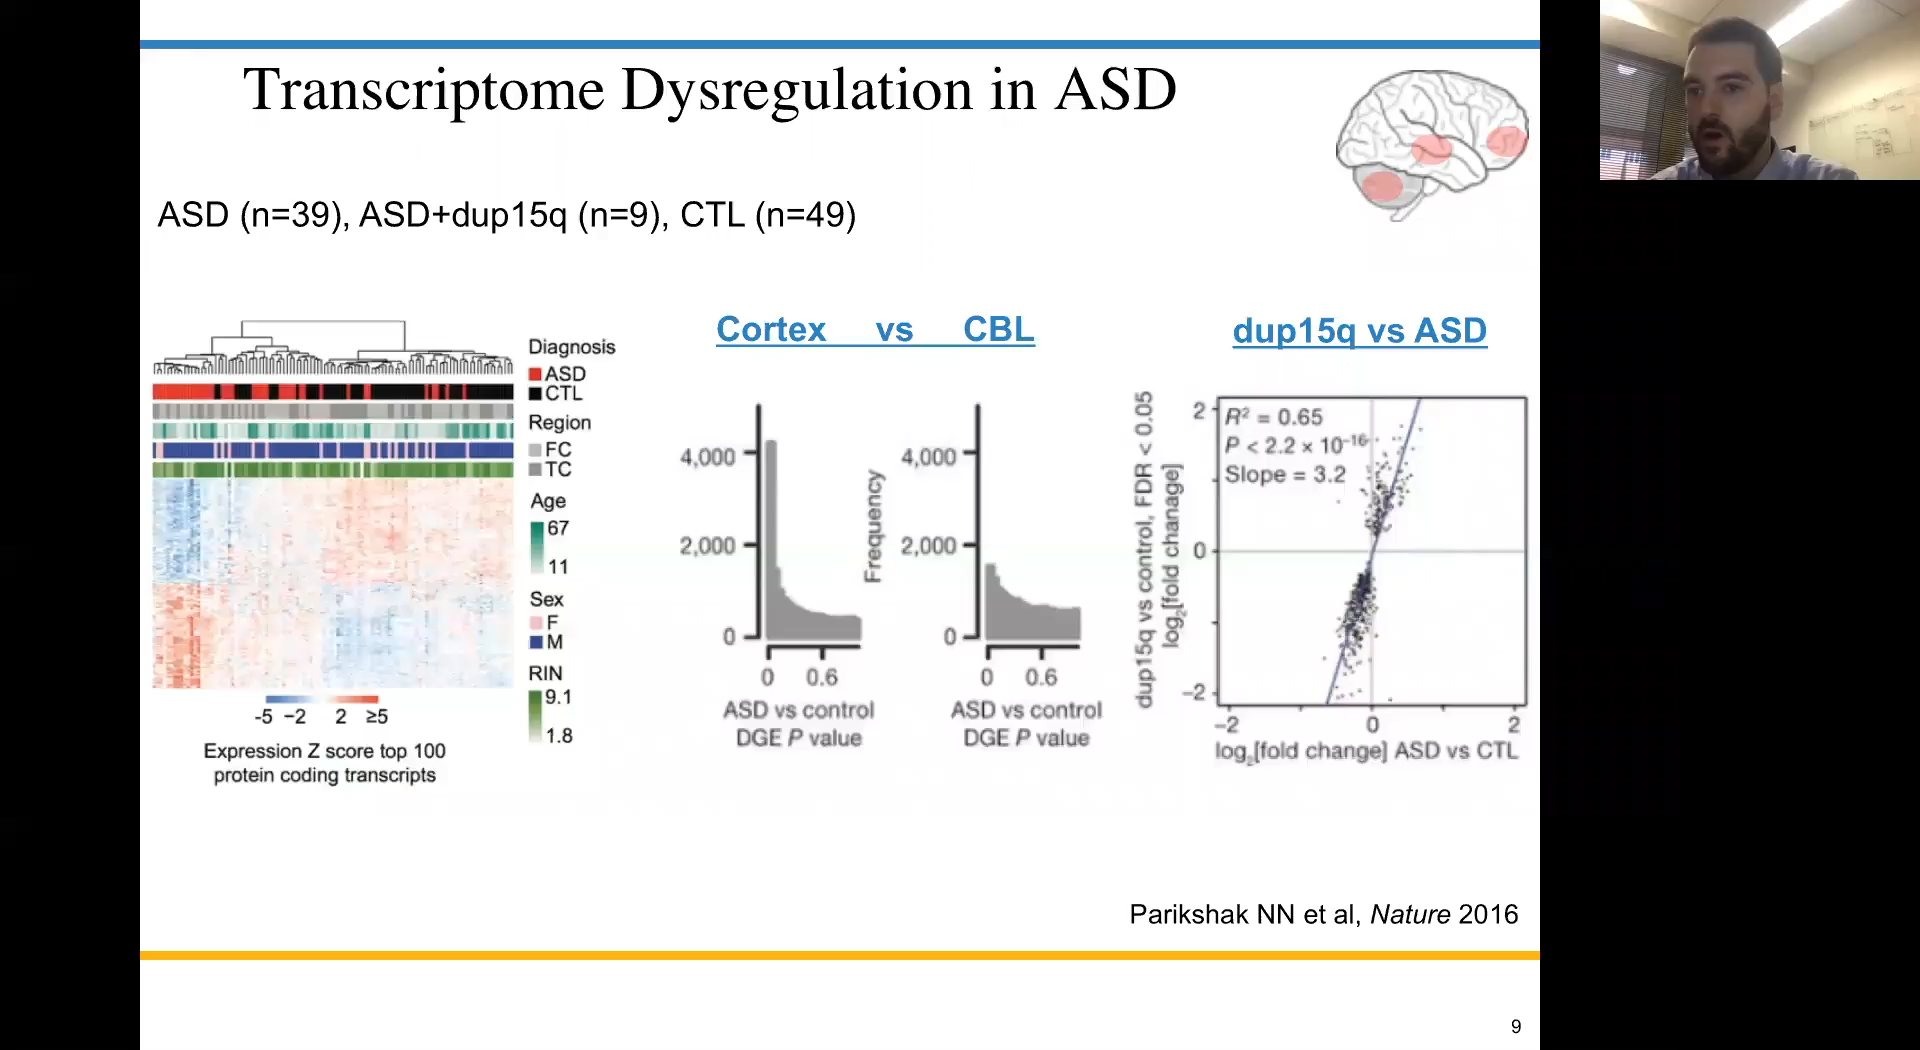 Transcriptome Dysregulation in ASD
ASD (n=39), ASD+dup15q (n=9), CTL (n=49)
Diagnosis
ASD
CTL
Region
FC
TC
Age
67
11
Sex
F
M
RIN
9.1
1.8
-5 −2 2 ≥5
Expression Z score top 100
protein coding transcripts
Cortex vs CBL
4,000
2,000
0
0 0.6
ASD vs control
DGE P value
Frequency
4,000
2,000
0
0 0.6
ASD vs control
DGE P value
dup15q vs ASD
dup15q vs control, FDR < 0.05
log2[fold chanage]
2
0
−2
R² = 0.65
P < 2.2 × 10⁻¹⁶
Slope = 3.2
−2 0 2
log2[fold change] ASD vs CTL
Parikshak NN et al, Nature 2016
9